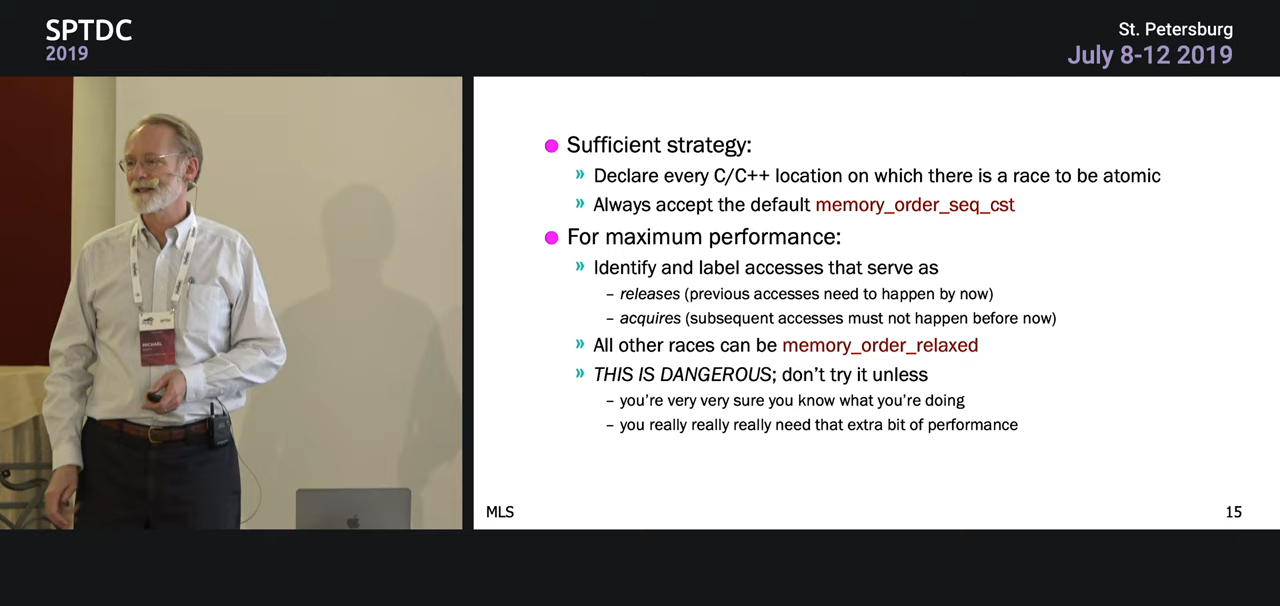 SPTDC
2019
St. Petersburg
July 8-12 2019
Sufficient strategy:
» Declare every C/C++ location on which there is a race to be atomic
» Always accept the default memory_order_seq_cst
For maximum performance:
» Identify and label accesses that serve as
– releases (previous accesses need to happen by now)
– acquires (subsequent accesses must not happen before now)
» All other races can be memory_order_relaxed
» THIS IS DANGEROUS; don’t try it unless
– you’re very very sure you know what you’re doing
– you really really really need that extra bit of performance
MLS
15
MICHAEL